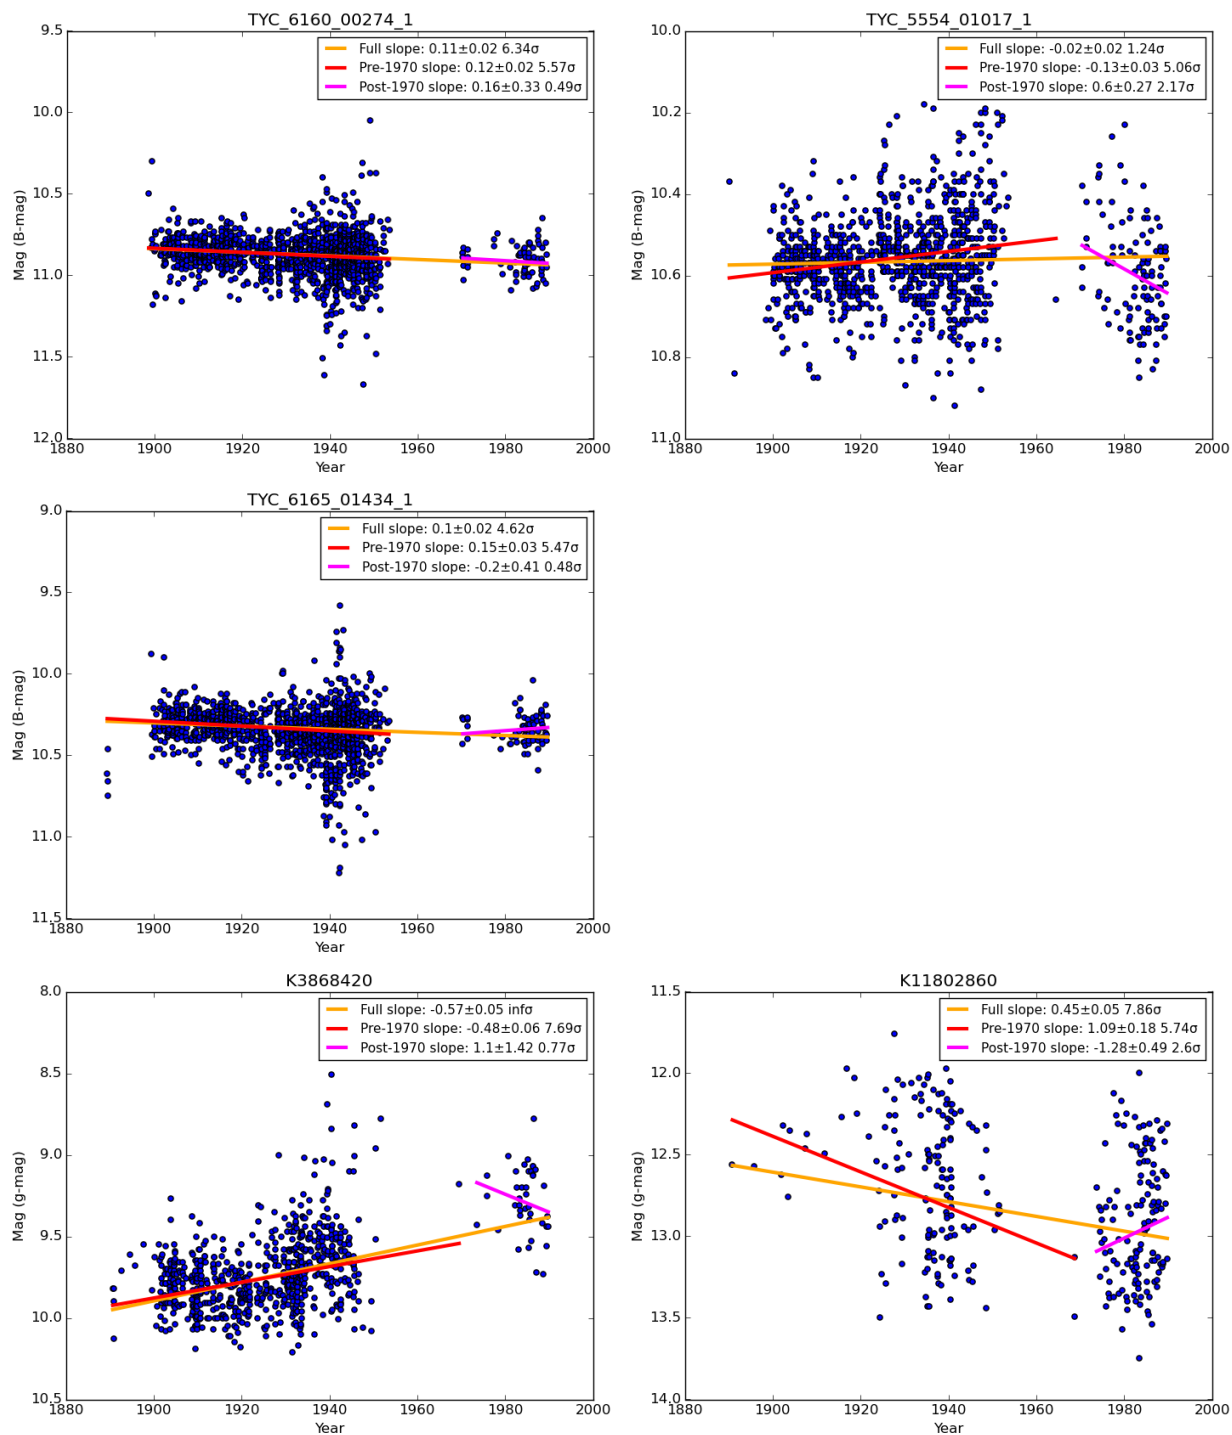 TYC_6160_00274_1
Full slope: 0.11±0.02 6.34σ
Pre-1970 slope: 0.12±0.02 5.57σ
Post-1970 slope: 0.16±0.33 0.49σ
9.5
10.0
10.5
11.0
11.5
12.0
Mag (B-mag)
1880 1900 1920 1940 1960 1980 2000
Year
TYC_5554_01017_1
Full slope: -0.02±0.02 1.24σ
Pre-1970 slope: -0.13±0.03 5.06σ
Post-1970 slope: 0.6±0.27 2.17σ
10.0
10.2
10.4
10.6
10.8
11.0
Mag (B-mag)
1880 1900 1920 1940 1960 1980 2000
Year
TYC_6165_01434_1
Full slope: 0.1±0.02 4.62σ
Pre-1970 slope: 0.15±0.03 5.47σ
Post-1970 slope: -0.2±0.41 0.48σ
9.0
9.5
10.0
10.5
11.0
11.5
Mag (B-mag)
1880 1900 1920 1940 1960 1980 2000
Year
K3868420
Full slope: -0.57±0.05 infσ
Pre-1970 slope: -0.48±0.06 7.69σ
Post-1970 slope: 1.1±1.42 0.77σ
8.0
8.5
9.0
9.5
10.0
10.5
Mag (g-mag)
1880 1900 1920 1940 1960 1980 2000
Year
K11802860
Full slope: 0.45±0.05 7.86σ
Pre-1970 slope: 1.09±0.18 5.74σ
Post-1970 slope: -1.28±0.49 2.6σ
11.5
12.0
12.5
13.0
13.5
14.0
Mag (g-mag)
1880 1900 1920 1940 1960 1980 2000
Year